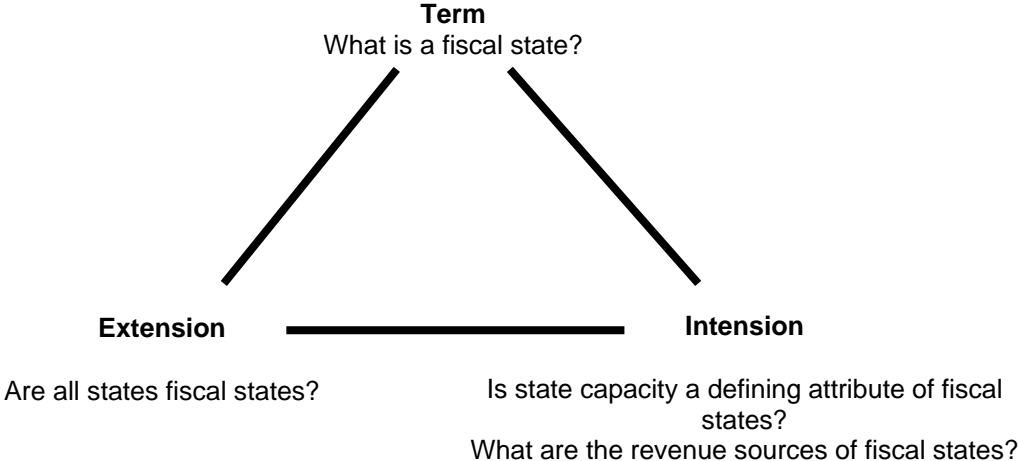 Term
What is a fiscal state?
Extension
Intension
Are all states fiscal states?
Is state capacity a defining attribute of fiscal
states?
What are the revenue sources of fiscal states?